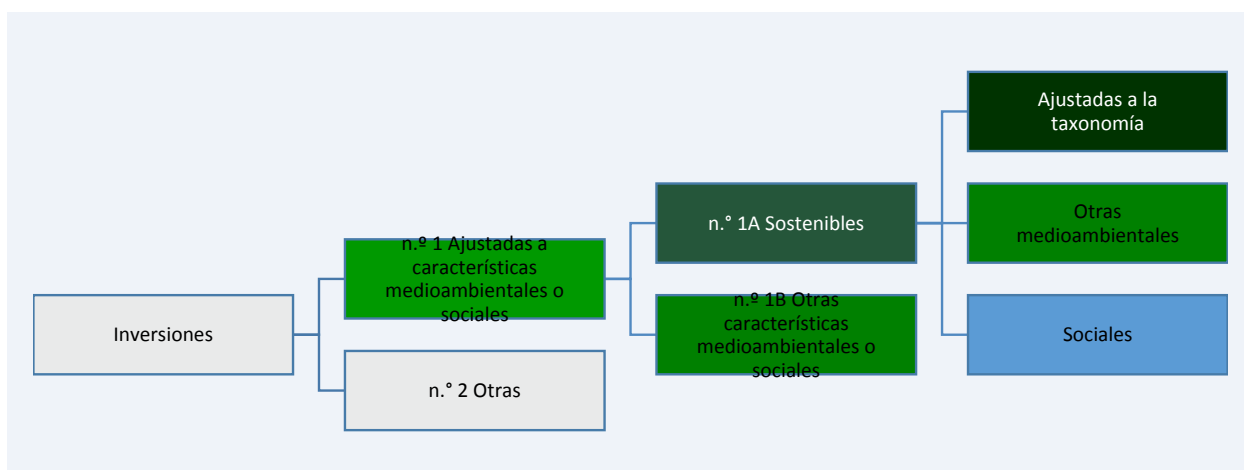 Inversiones
n.º 1 Ajustadas a
características
medioambientales o
sociales
n.° 2 Otras
n.° 1A Sostenibles
n.º 1B Otras
características
medioambientales o
sociales
Ajustadas a la
taxonomía
Otras
medioambientales
Sociales